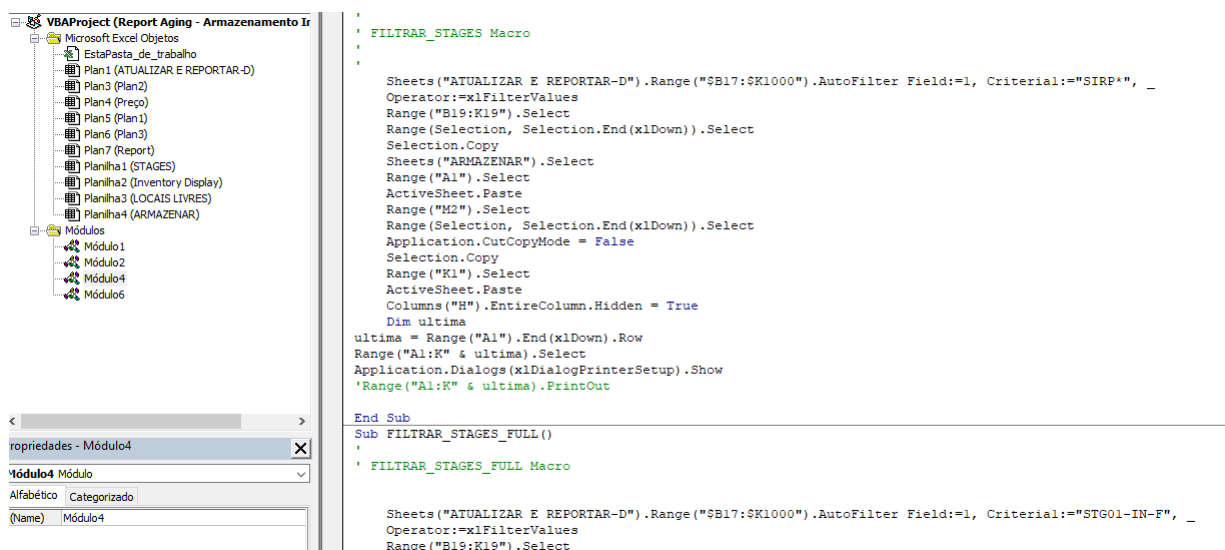 VBAProject (Report Aging - Armazenamento Ir
Microsoft Excel Objetos
EstaPasta_de_trabalho
Plan1 (ATUALIZAR E REPORTAR-D)
Plan3 (Plan2)
Plan4 (Preço)
Plan5 (Plan1)
Plan6 (Plan3)
Plan7 (Report)
Planilha1 (STAGES)
Planilha2 (Inventory Display)
Planilha3 (LOCAIS LIVRES)
Planilha4 (ARMAZENAR)
Módulos
Módulo1
Módulo2
Módulo4
Módulo6
ropriedades - Módulo4
Módulo4 Módulo
Alfabético Categorizado
(Name) Módulo4
'
' FILTRAR_STAGES Macro
'
'
Sheets("ATUALIZAR E REPORTAR-D").Range("$B17:$K1000").AutoFilter Field:=1, Criteria1:="SIRP*", _
Operator:=xlFilterValues
Range("B19:K19").Select
Range(Selection, Selection.End(xlDown)).Select
Selection.Copy
Sheets("ARMAZENAR").Select
Range("A1").Select
ActiveSheet.Paste
Range("M2").Select
Range(Selection, Selection.End(xlDown)).Select
Application.CutCopyMode = False
Selection.Copy
Range("K1").Select
ActiveSheet.Paste
Columns("H").EntireColumn.Hidden = True
Dim ultima
ultima = Range("A1").End(xlDown).Row
Range("A1:K" & ultima).Select
Application.Dialogs(xlDialogPrinterSetup).Show
'Range("A1:K" & ultima).PrintOut
End Sub
Sub FILTRAR_STAGES_FULL()
'
' FILTRAR_STAGES_FULL Macro
Sheets("ATUALIZAR E REPORTAR-D").Range("$B17:$K1000").AutoFilter Field:=1, Criteria1:="STG01-IN-F", _
Operator:=xlFilterValues
Range("B19:K19").Select